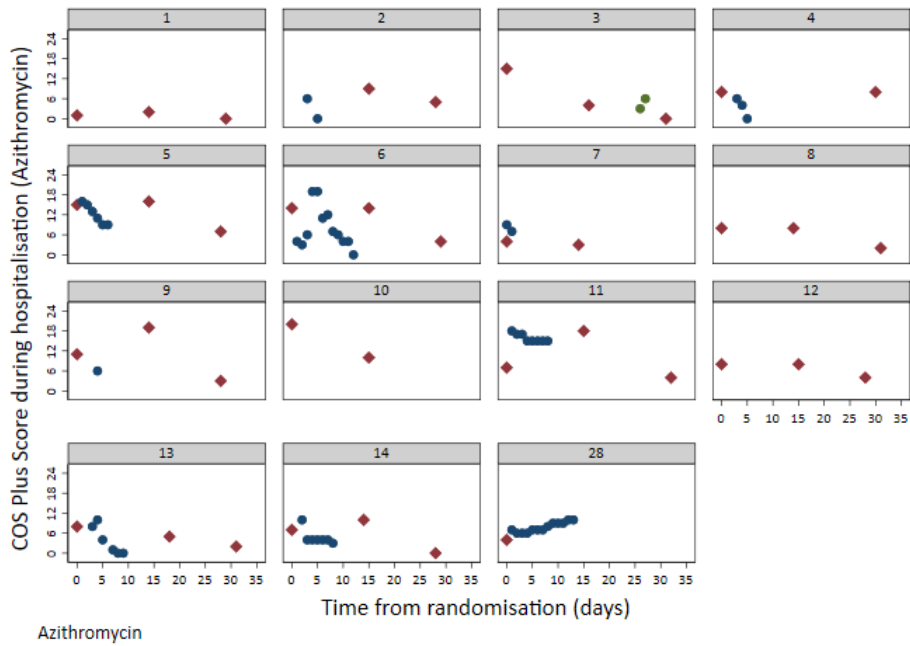 COS Plus Score during hospitalisation (Azithromycin)
1 2 3 4
24
18
12
6
0
5 6 7 8
24
18
12
6
0
9 10 11 12
24
18
12
6
0
0 5 10 15 20 25 30 35
13 14 28
24
18
12
6
0
0 5 10 15 20 25 30 35 0 5 10 15 20 25 30 35 0 5 10 15 20 25 30 35
Time from randomisation (days)
Azithromycin